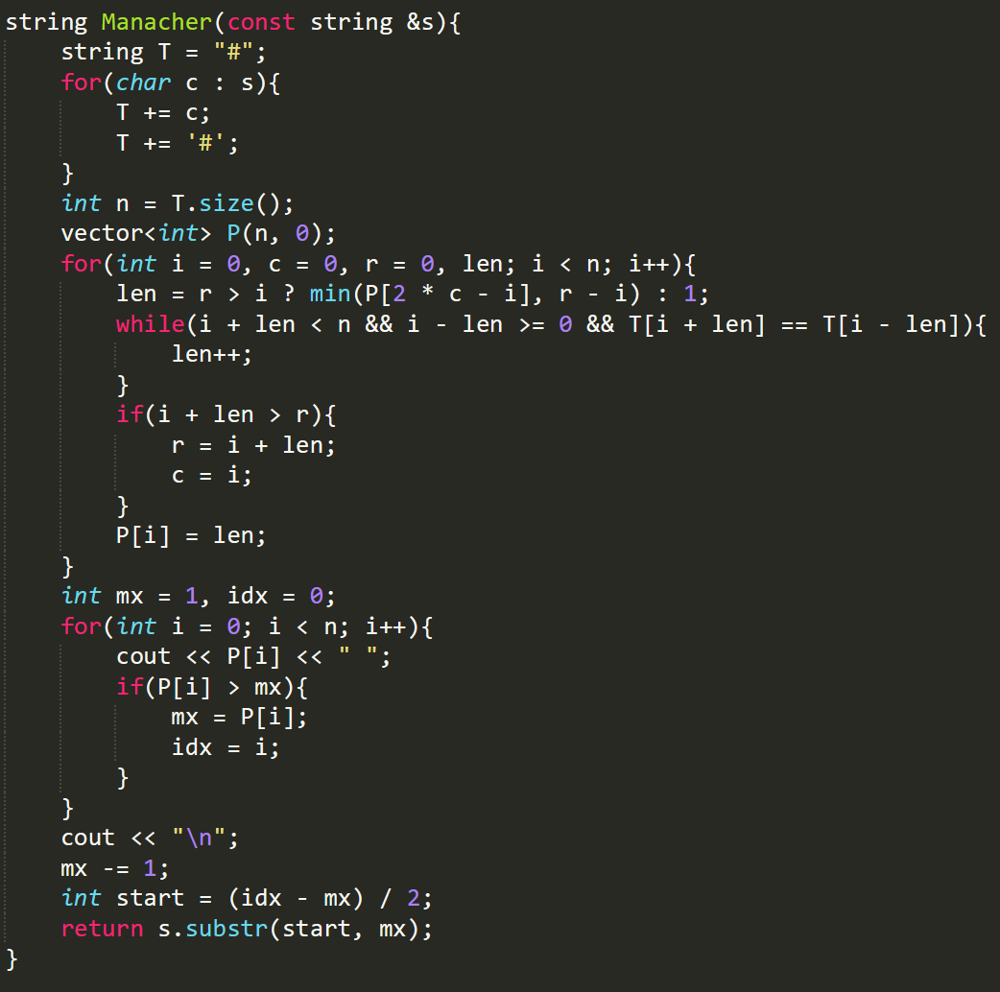 string Manacher(const string &s){
    string T = "#";
    for(char c : s){
        T += c;
        T += '#';
    }
    int n = T.size();
    vector<int> P(n, 0);
    for(int i = 0, c = 0, r = 0, len; i < n; i++){
        len = r > i ? min(P[2 * c - i], r - i) : 1;
        while(i + len < n && i - len >= 0 && T[i + len] == T[i - len]){
            len++;
        }
        if(i + len > r){
            r = i + len;
            c = i;
        }
        P[i] = len;
    }
    int mx = 1, idx = 0;
    for(int i = 0; i < n; i++){
        cout << P[i] << " ";
        if(P[i] > mx){
            mx = P[i];
            idx = i;
        }
    }
    cout << "\n";
    mx -= 1;
    int start = (idx - mx) / 2;
    return s.substr(start, mx);
}